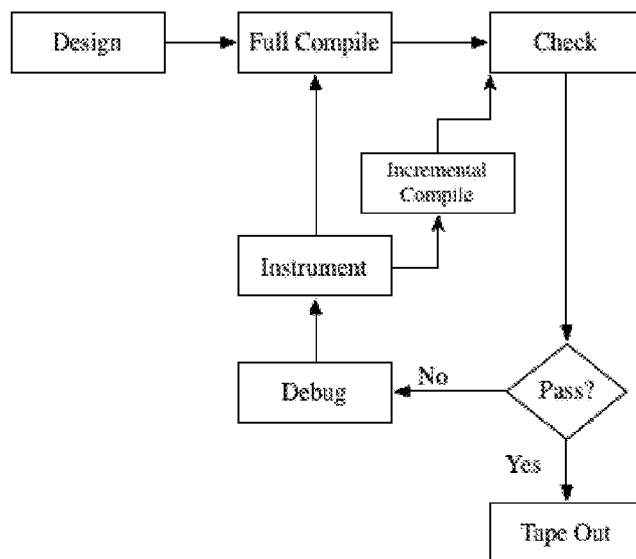 Design
Full Compile
Check
Incremental
Compile
Instrument
Debug
No
Pass?
Yes
Tape Out